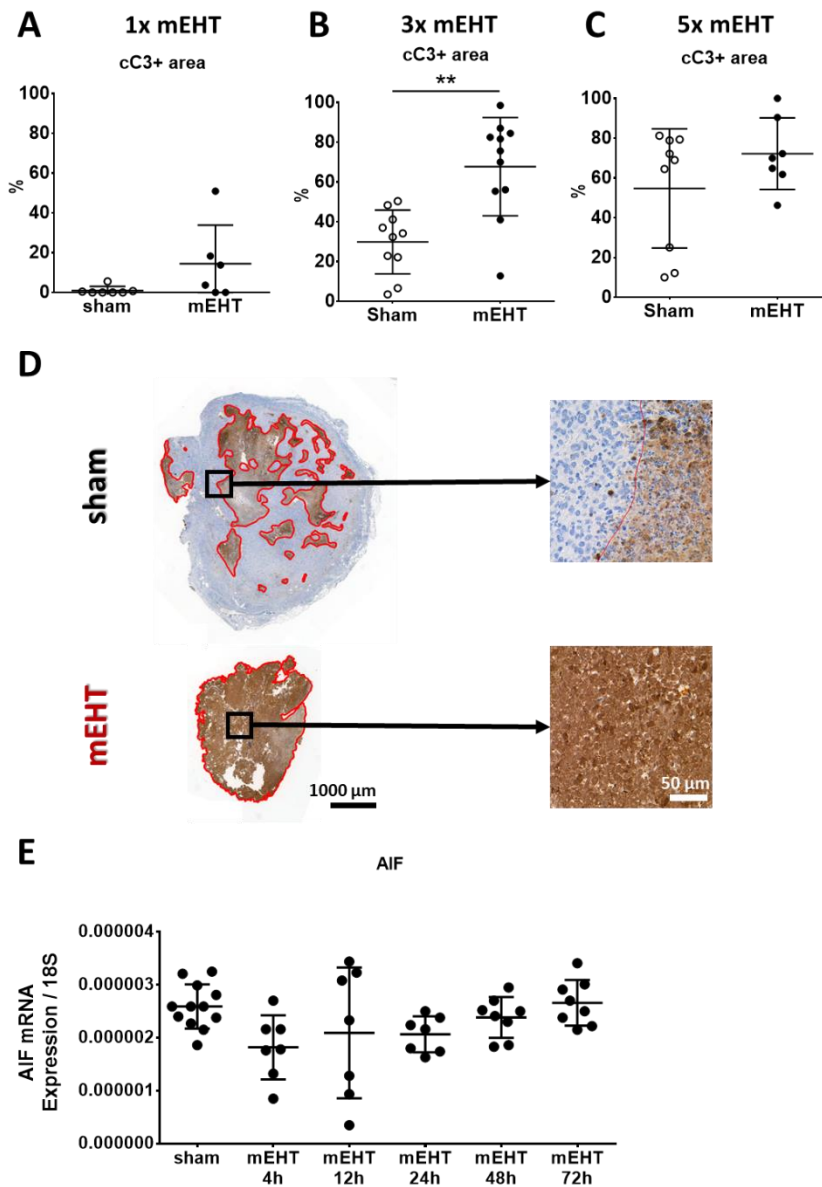 A 1x mEHT
cC3+ area
100
80
60
40
20
0
%
sham mEHT
B 3x mEHT
cC3+ area
**
100
80
60
40
20
0
%
Sham mEHT
C 5x mEHT
cC3+ area
100
80
60
40
20
0
%
Sham mEHT
D
sham
mEHT
1000 µm
50 µm
E
AIF
AIF mRNA
Expression / 18S
0.000004
0.000003
0.000002
0.000001
0.000000
sham mEHT mEHT mEHT mEHT mEHT
4h 12h 24h 48h 72h